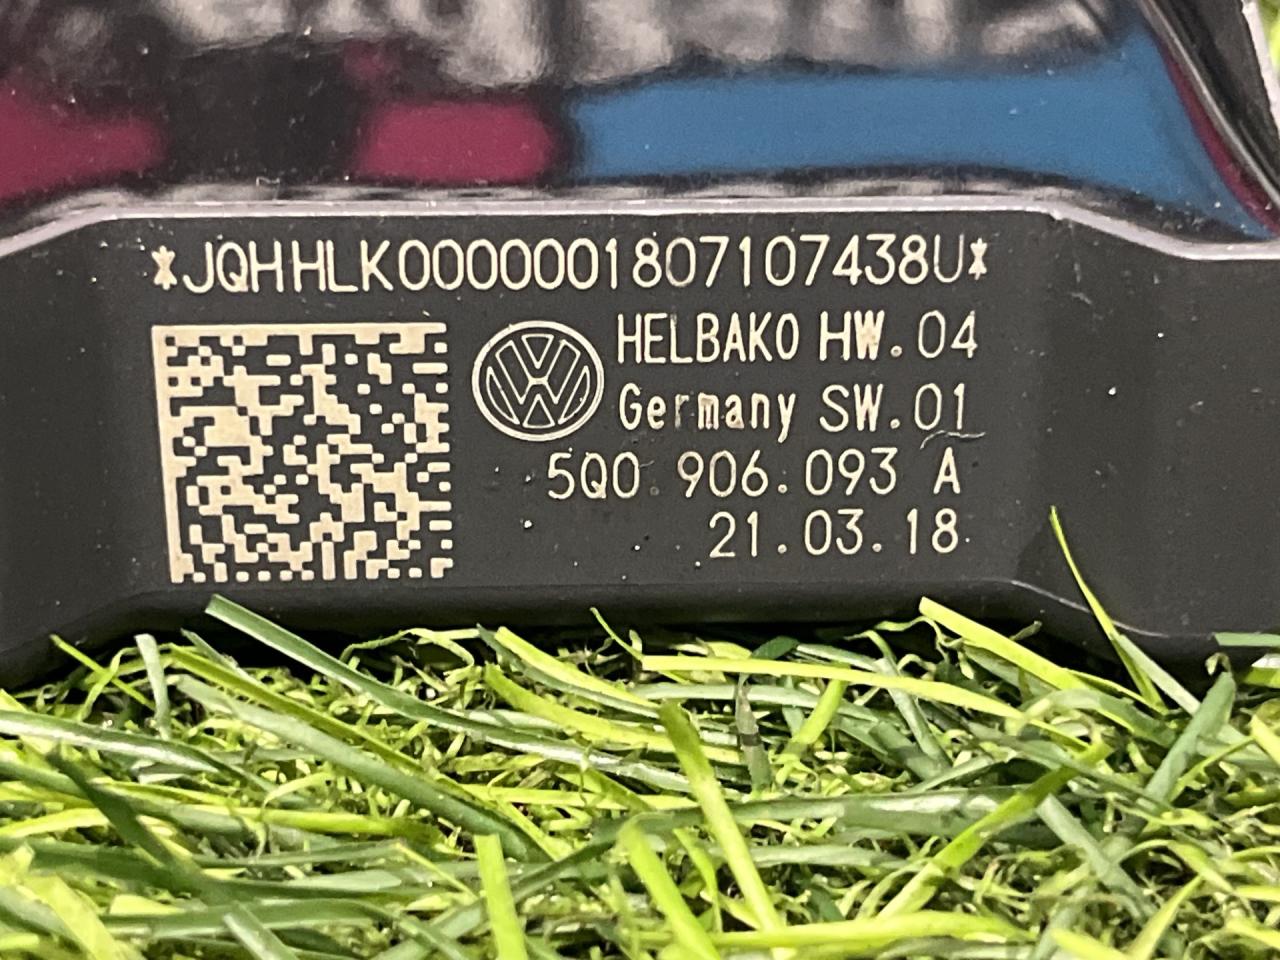 *JQHHLK0000001807107438U*
HELBAKO HW.04
Germany SW.01
5Q0.906.093 A
21.03.18